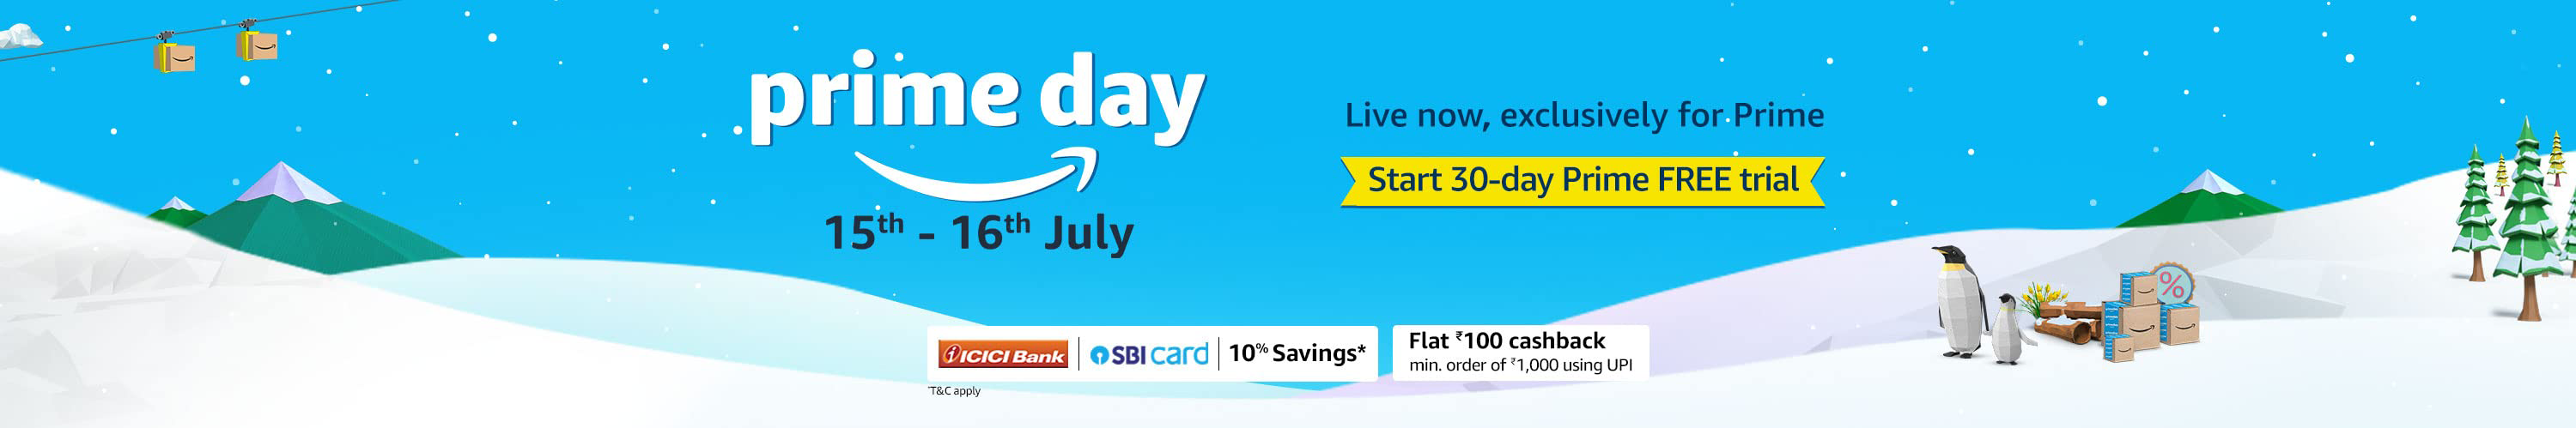 prime day
15th - 16th July
Live now, exclusively for Prime
Start 30-day Prime FREE trial
ICICI Bank SBI card 10% Savings*
*T&C apply
Flat ₹100 cashback
min. order of ₹1,000 using UPI
%